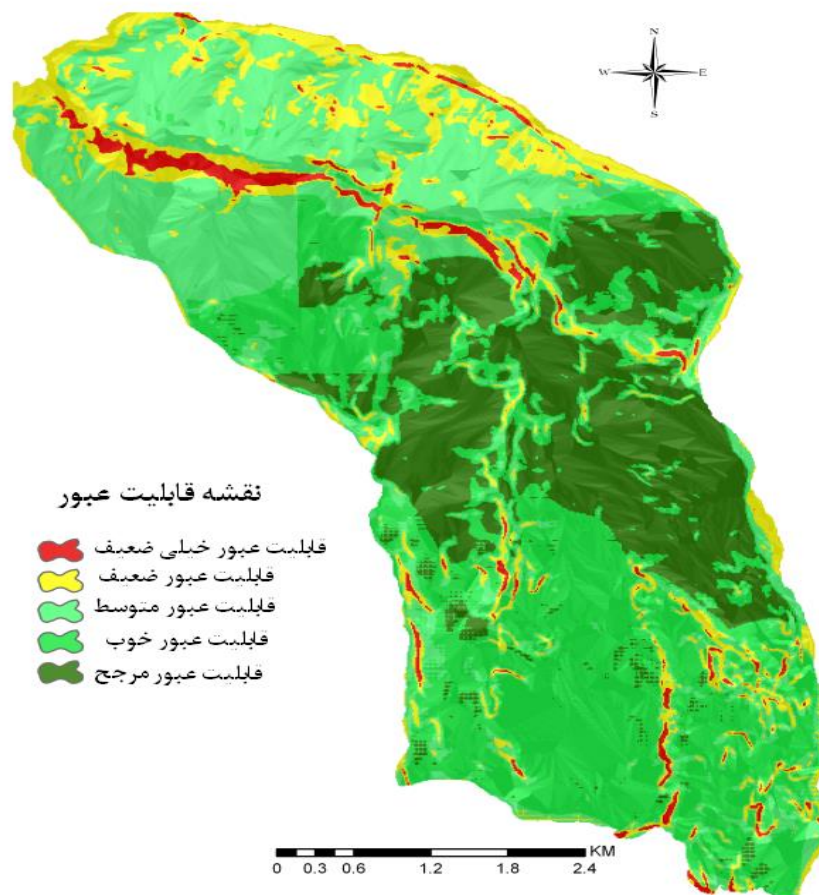 N
W E
S
نقشه قابلیت عبور
قابلیت عبور خیلی ضعیف
قابلیت عبور ضعیف
قابلیت عبور متوسط
قابلیت عبور خوب
قابلیت عبور مرجح
KM
0 0.3 0.6 1.2 1.8 2.4